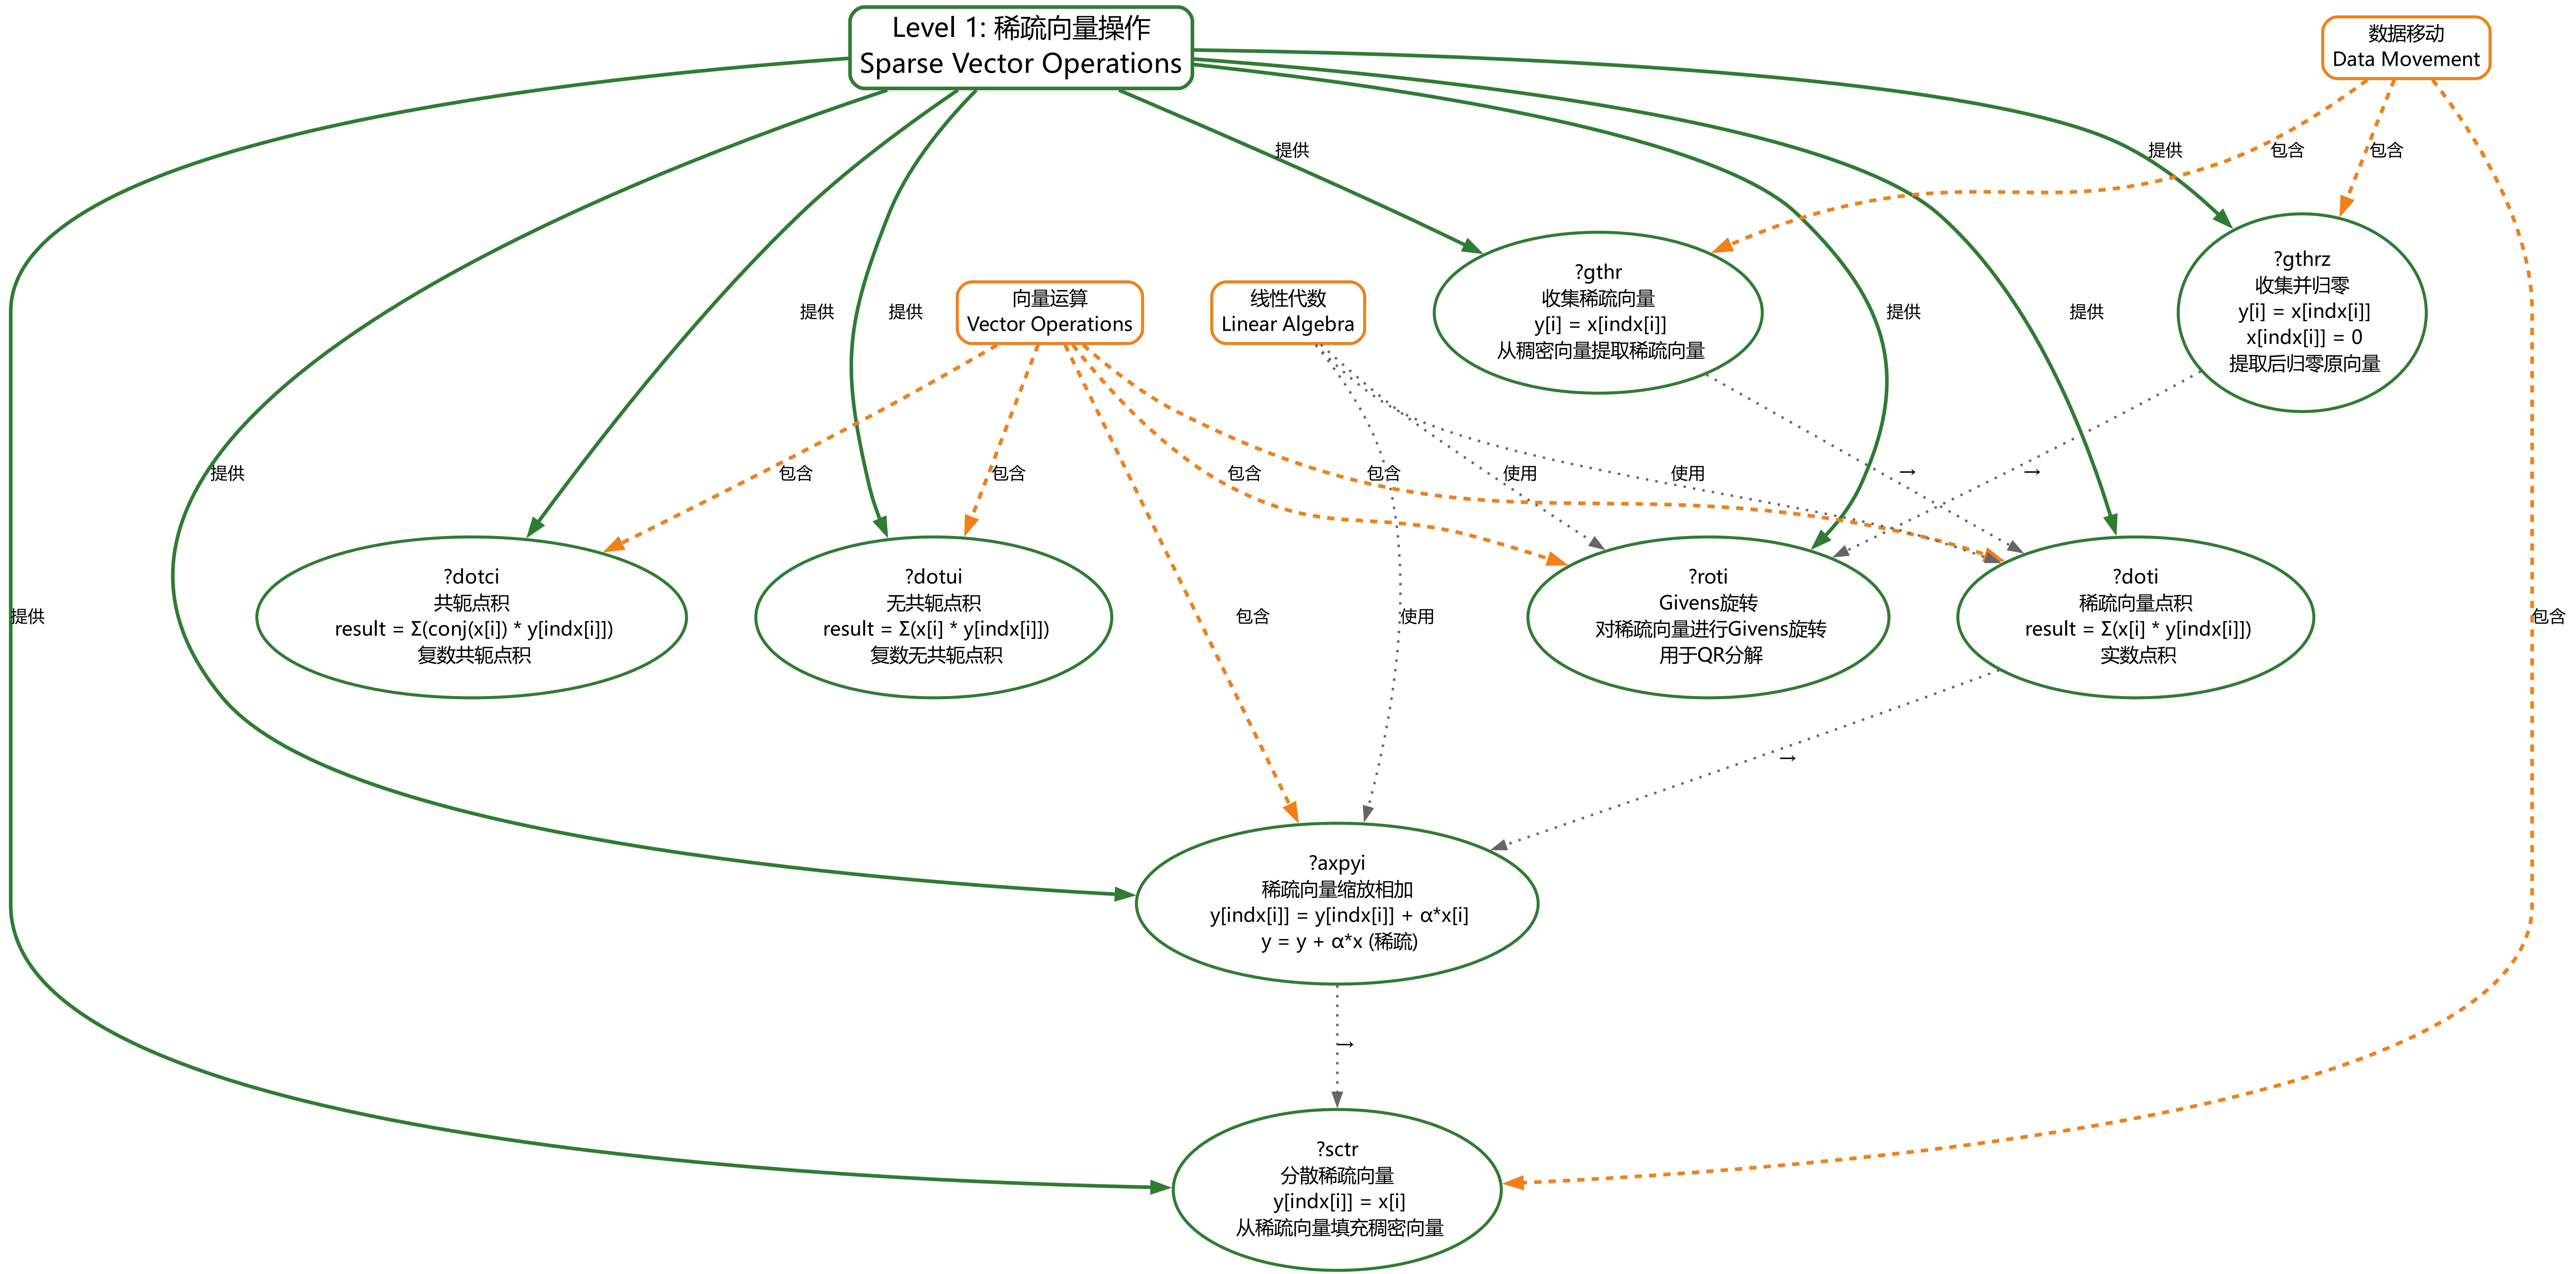 Level 1: 稀疏向量操作
Sparse Vector Operations
数据移动
Data Movement
提供
提供
包含
包含
?gthr
收集稀疏向量
y[i] = x[indx[i]]
从稠密向量提取稀疏向量
?gthrz
收集并归零
y[i] = x[indx[i]]
x[indx[i]] = 0
提取后归零原向量
向量运算
Vector Operations
线性代数
Linear Algebra
提供
提供
提供
提供
提供
包含
包含
包含
包含
使用
使用
→
→
?dotci
共轭点积
result = Σ(conj(x[i]) * y[indx[i]])
复数共轭点积
?dotui
无共轭点积
result = Σ(x[i] * y[indx[i]])
复数无共轭点积
?roti
Givens旋转
对稀疏向量进行Givens旋转
用于QR分解
?doti
稀疏向量点积
result = Σ(x[i] * y[indx[i]])
实数点积
提供
包含
使用
包含
→
?axpyi
稀疏向量缩放相加
y[indx[i]] = y[indx[i]] + α*x[i]
y = y + α*x (稀疏)
→
?sctr
分散稀疏向量
y[indx[i]] = x[i]
从稀疏向量填充稠密向量